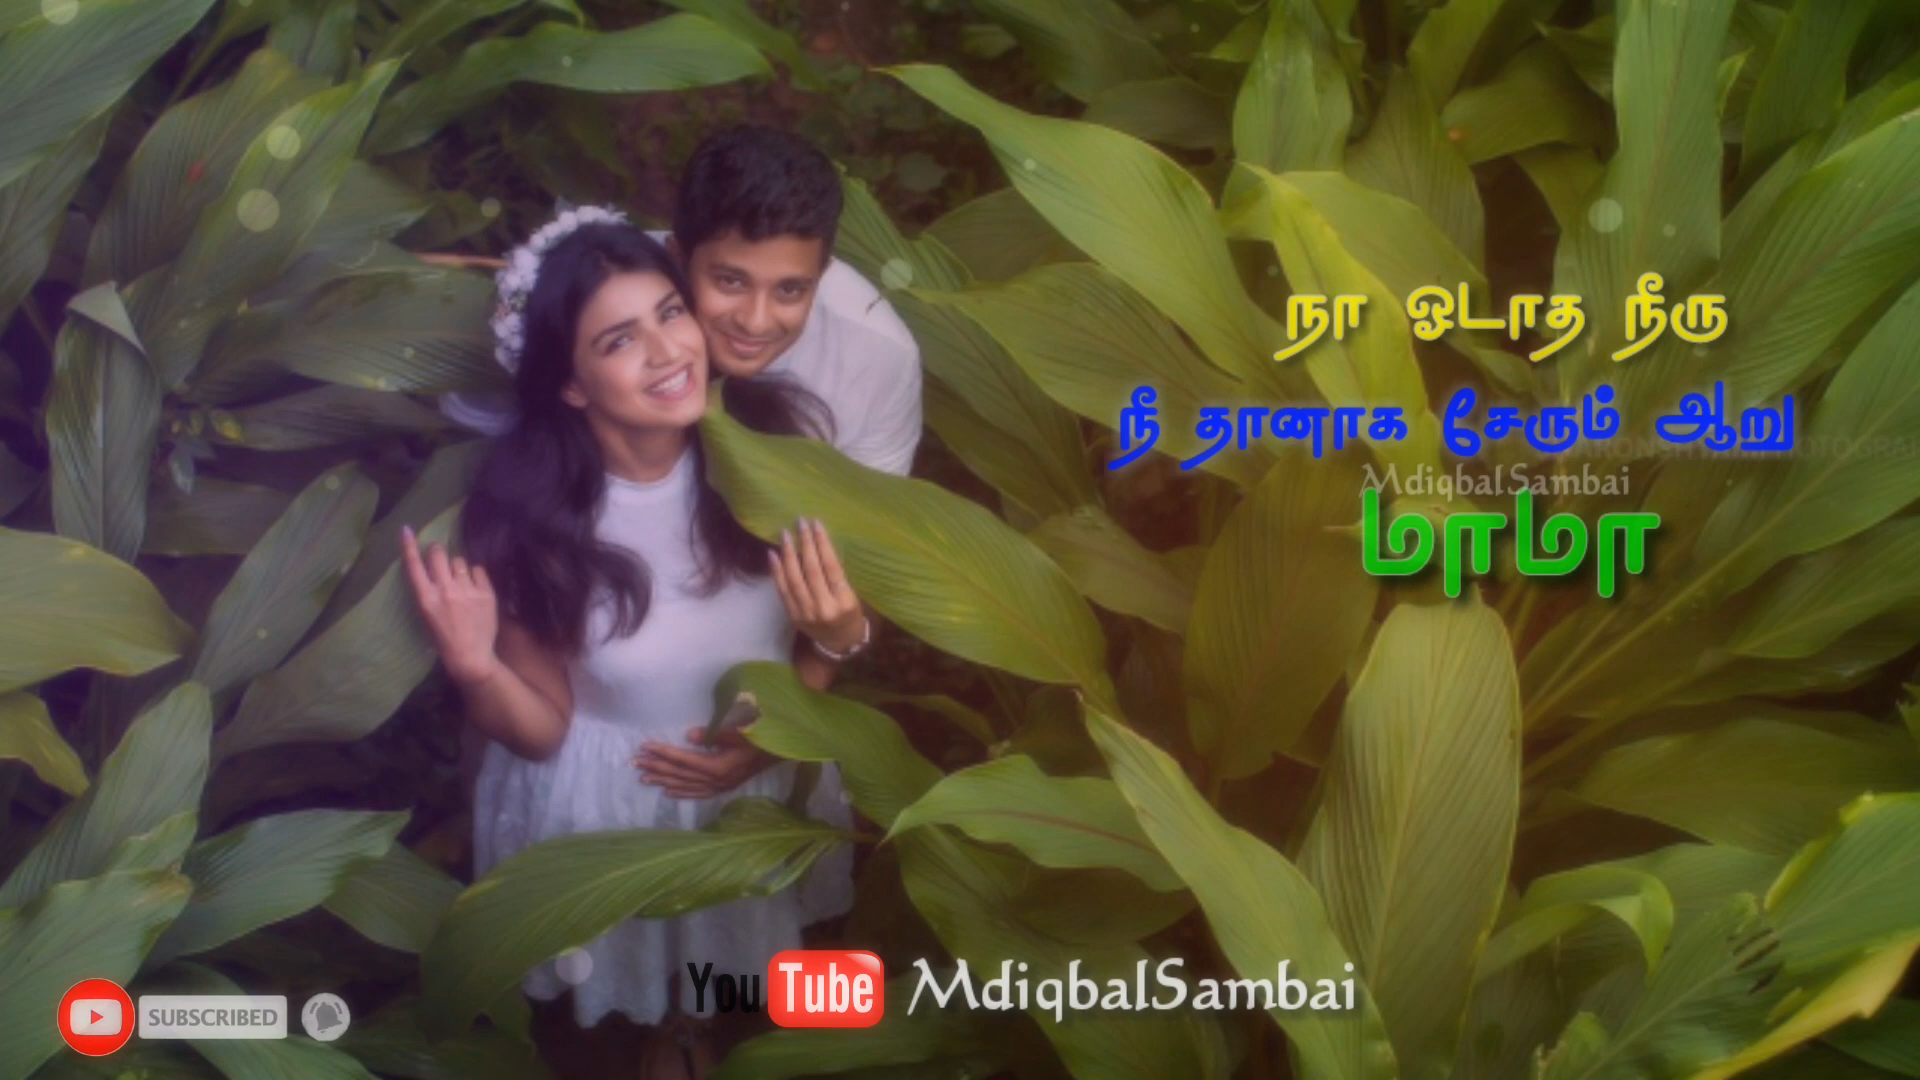 நா ஓடாத நீரு
நீ தானாக சேரும் ஆறு
MdiqbalSambai
மாமா
YouTube MdiqbalSambai
SUBSCRIBED